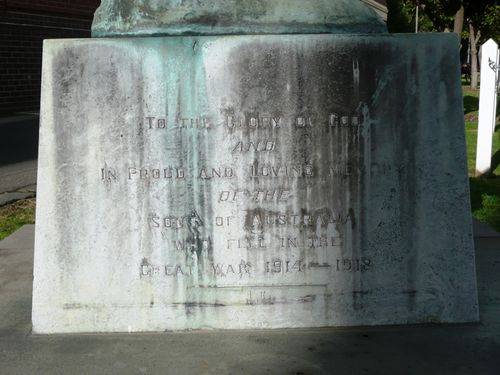 To the Glory of God
AND
In Proud and Loving Memory
OF THE
Sons of Australia
who fell in the
Great War 1914–1918